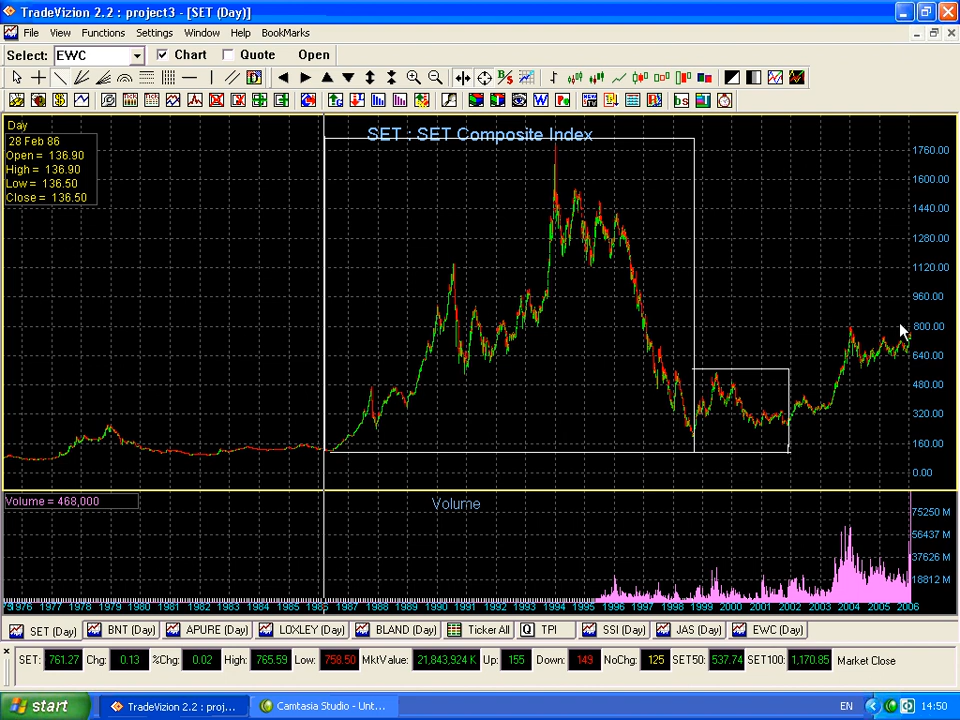 TradeVizion 2.2 : project3 - [SET (Day)]
File View Functions Settings Window Help BookMarks
Select: EWC Chart Quote Open
Day
28 Feb 86
Open = 136.90
High = 136.90
Low = 136.50
Close = 136.50
SET : SET Composite Index
1760.00
1600.00
1440.00
1280.00
1120.00
960.00
800.00
640.00
480.00
320.00
160.00
0.00
Volume = 468,000
Volume
75250 M
56437 M
37626 M
18812 M
1976 1977 1978 1979 1980 1981 1982 1983 1984 1985 1986 1987 1988 1989 1990 1991 1992 1993 1994 1995 1996 1997 1998 1999 2000 2001 2002 2003 2004 2005 2006
SET (Day) BNT (Day) APURE (Day) LOXLEY (Day) BLAND (Day) Ticker All TPI SSI (Day) JAS (Day) EWC (Day)
SET: 761.27 Chg: 0.13 %Chg: 0.02 High: 765.59 Low: 758.50 MktValue: 21,843,924 K Up: 155 Down: 149 NoChg: 125 SET50: 537.74 SET100: 1,170.85 Market Close
start TradeVizion 2.2 : proj... Camtasia Studio - Unt... EN 14:50